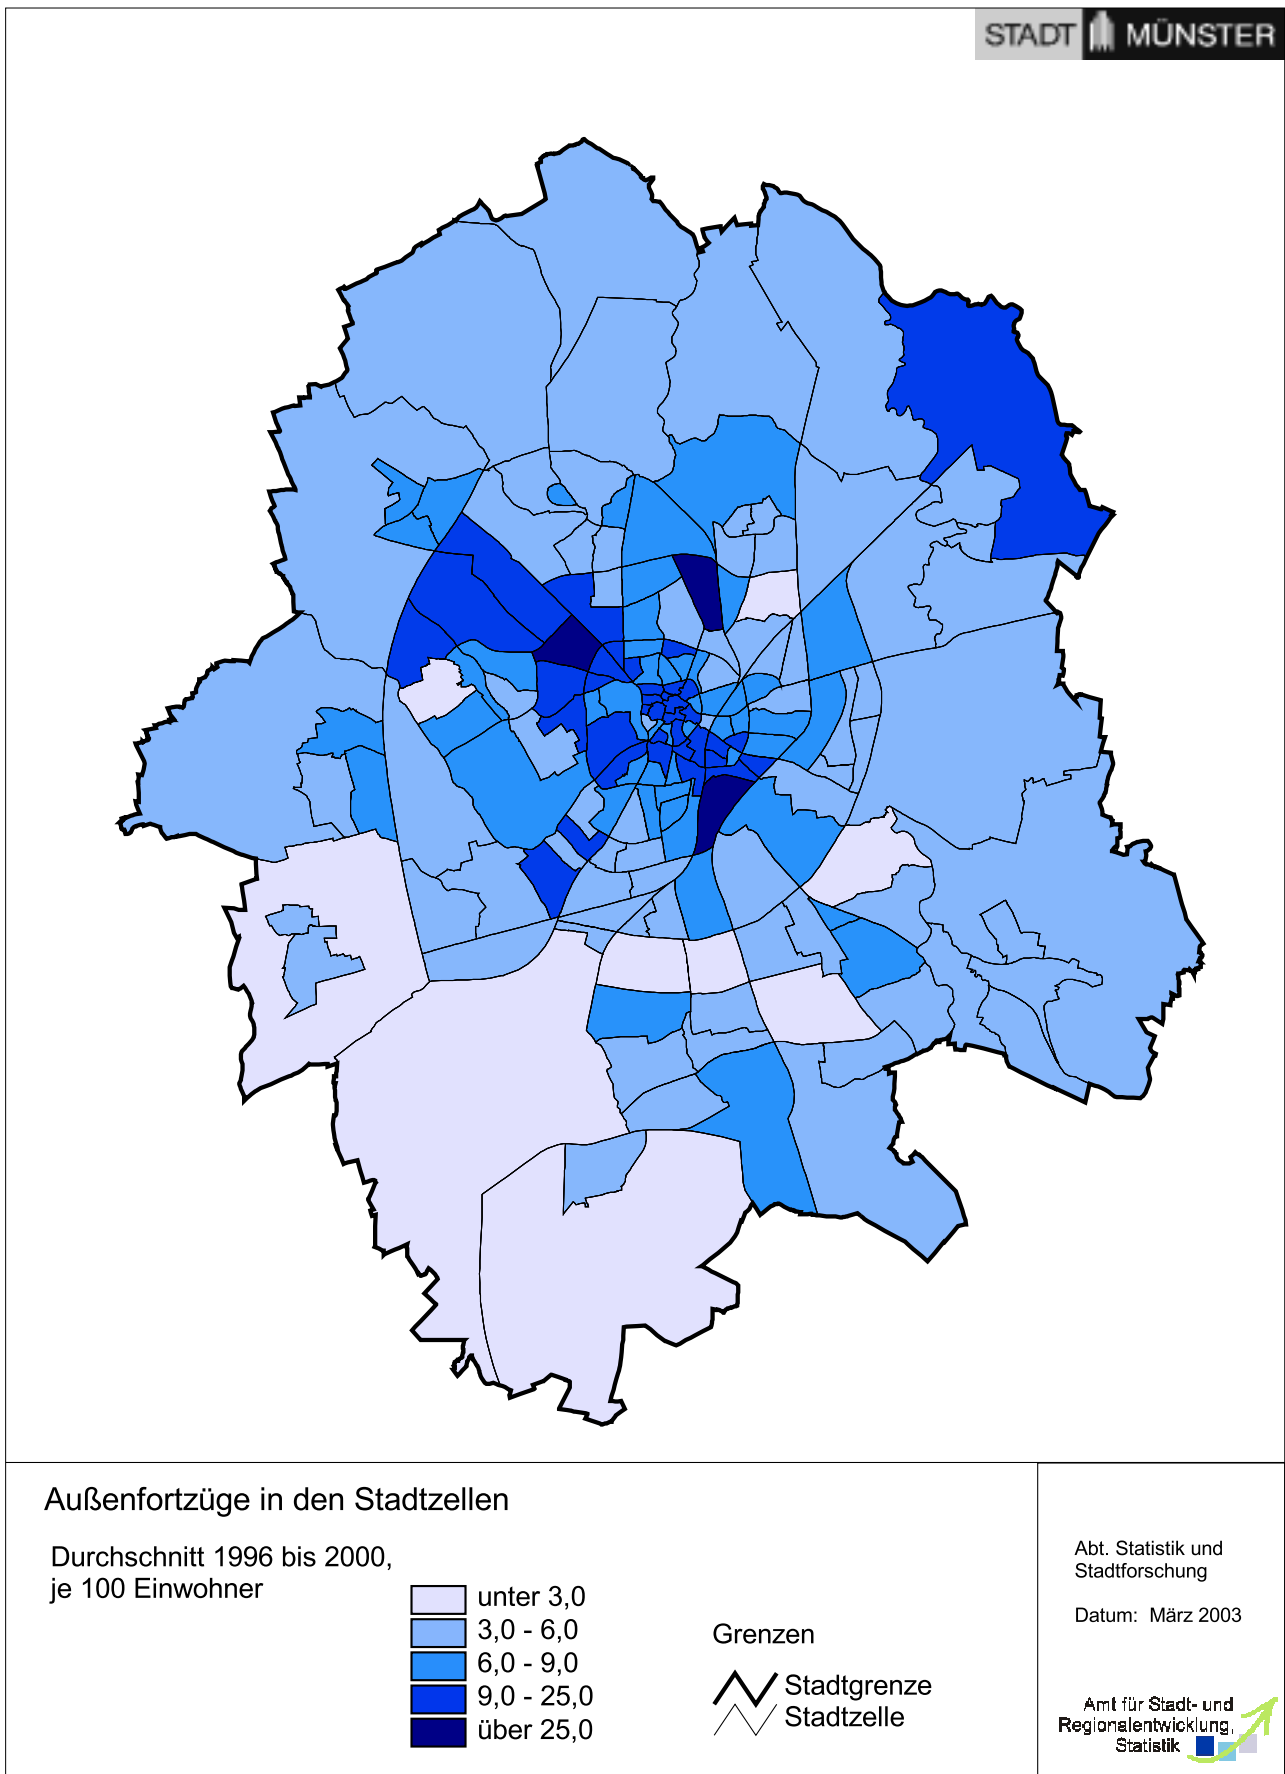 STADT MÜNSTER
Außenfortzüge in den Stadtzellen
Durchschnitt 1996 bis 2000,
je 100 Einwohner
unter 3,0
3,0 - 6,0
6,0 - 9,0
9,0 - 25,0
über 25,0
Grenzen
Stadtgrenze
Stadtzelle
Abt. Statistik und
Stadtforschung
Datum: März 2003
Amt für Stadt- und
Regionalentwicklung,
Statistik